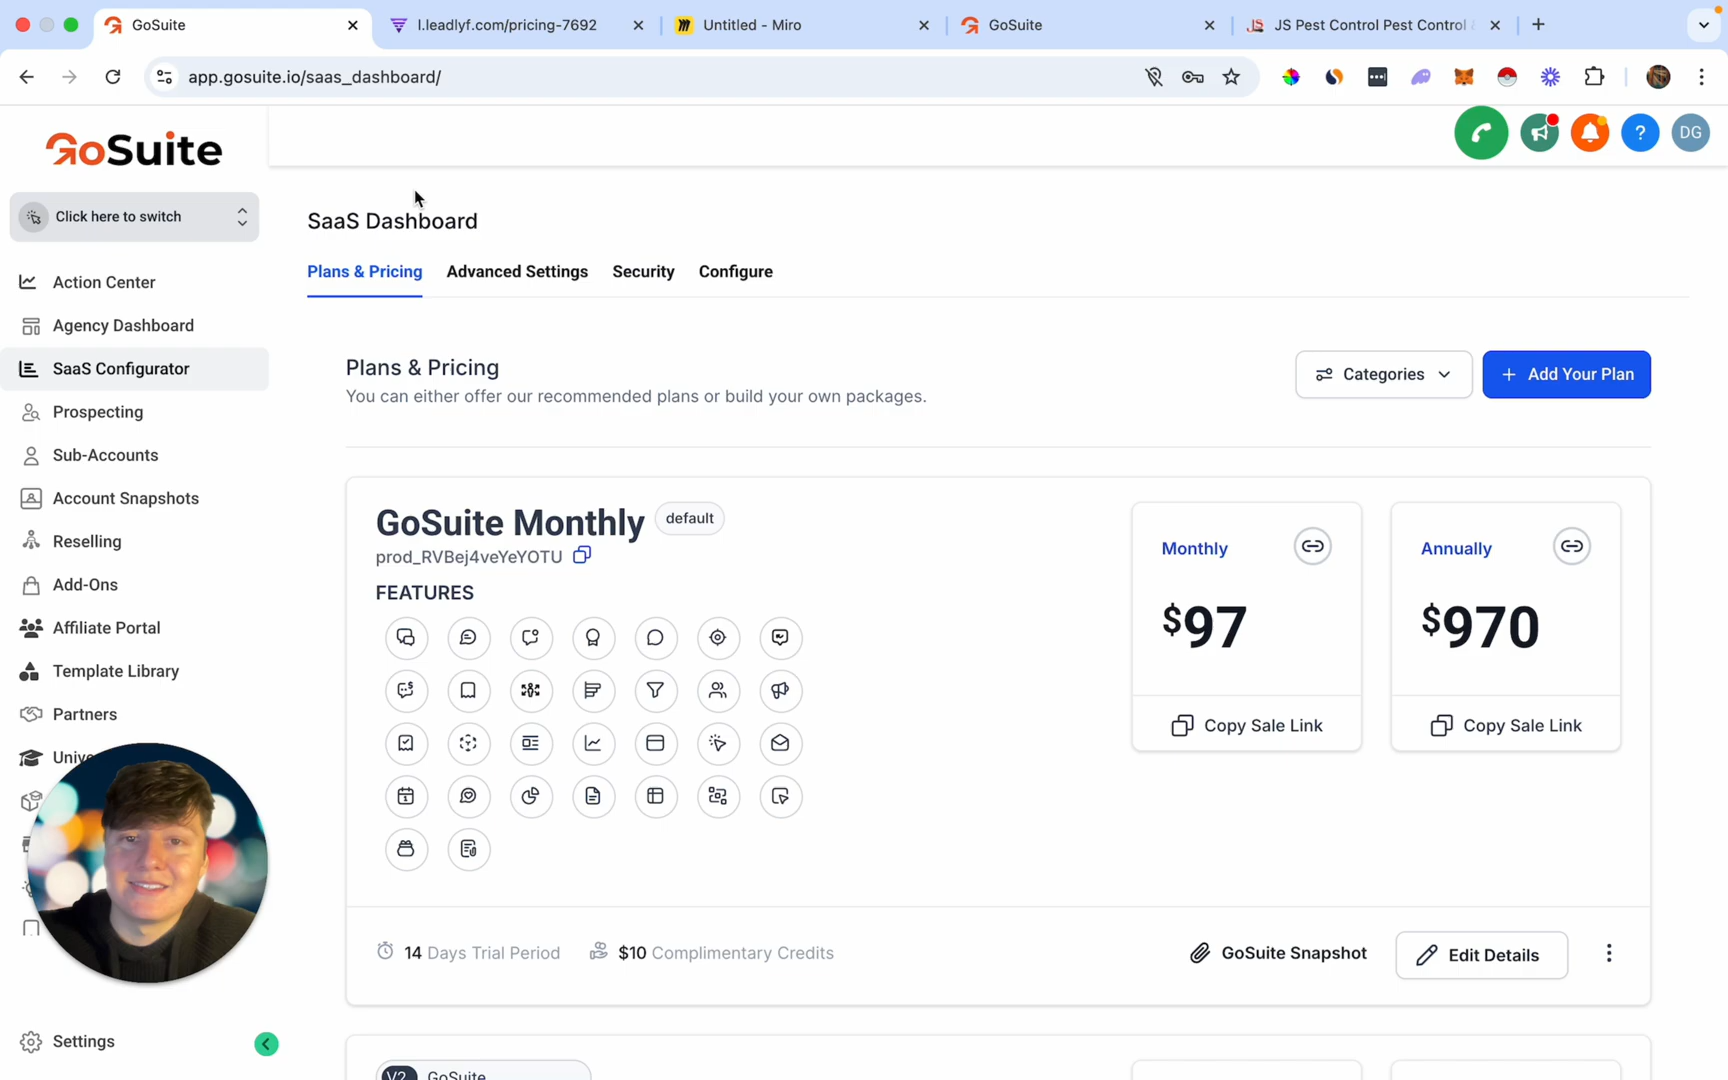 GoSuite
l.leadlyf.com/pricing-7692
Untitled - Miro
GoSuite
JS Pest Control Pest Control
app.gosuite.io/saas_dashboard/
GoSuite
DG
Click here to switch
SaaS Dashboard
Plans & Pricing
Advanced Settings
Security
Configure
Action Center
Agency Dashboard
SaaS Configurator
Prospecting
Sub-Accounts
Account Snapshots
Reselling
Add-Ons
Affiliate Portal
Template Library
Partners
Unive
Settings
Plans & Pricing
You can either offer our recommended plans or build your own packages.
Categories
+ Add Your Plan
GoSuite Monthly
default
prod_RVBej4veYeYOTU
FEATURES
Monthly
$97
Copy Sale Link
Annually
$970
Copy Sale Link
14 Days Trial Period
$10 Complimentary Credits
GoSuite Snapshot
Edit Details
V2 GoSuite